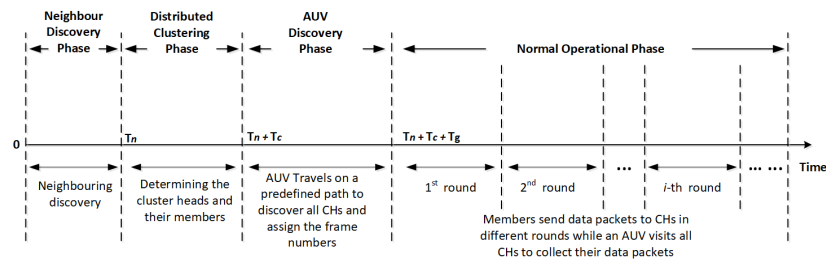 Neighbour
Discovery
Phase
Distributed
Clustering
Phase
AUV
Discovery
Phase
Normal Operational Phase
0
Tn
Tn + Tc
Tn + Tc + Tg
Time
Neighbouring
discovery
Determining the
cluster heads and
their members
AUV Travels on a
predefined path to
discover all CHs and
assign the frame
numbers
1st round
2nd round
...
i-th round
... ...
Members send data packets to CHs in
different rounds while an AUV visits all
CHs to collect their data packets